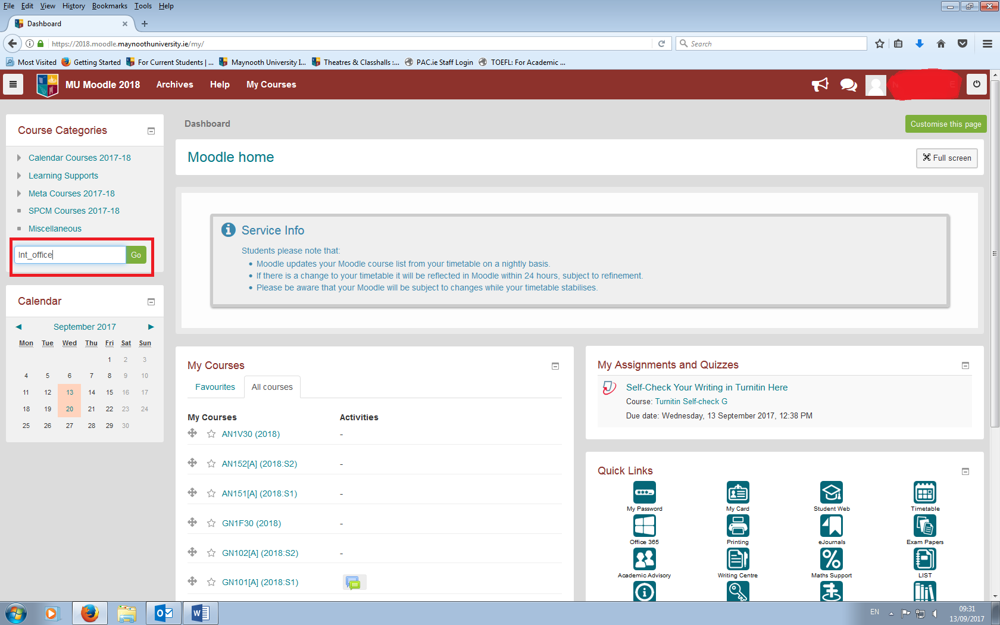 File Edit View History Bookmarks Tools Help
Dashboard
https://2018.moodle.maynoothuniversity.ie/my/
Search
Most Visited Getting Started For Current Students | ... Maynooth University I... Theatres & Classhalls :... PAC.ie Staff Login TOEFL: For Academic ...
MU Moodle 2018 Archives Help My Courses
Course Categories
Calendar Courses 2017-18
Learning Supports
Meta Courses 2017-18
SPCM Courses 2017-18
Miscellaneous
Int_office Go
Calendar
September 2017
Mon Tue Wed Thu Fri Sat Sun
1 2 3
4 5 6 7 8 9 10
11 12 13 14 15 16 17
18 19 20 21 22 23 24
25 26 27 28 29 30
Dashboard
Customise this page
Moodle home
Full screen
Service Info
Students please note that:
Moodle updates your Moodle course list from your timetable on a nightly basis.
If there is a change to your timetable it will be reflected in Moodle within 24 hours, subject to refinement.
Please be aware that your Moodle will be subject to changes while your timetable stabilises.
My Courses
Favourites All courses
My Courses Activities
AN1V30 (2018) -
AN152[A] (2018:S2) -
AN151[A] (2018:S1) -
GN1F30 (2018) -
GN102[A] (2018:S2) -
GN101[A] (2018:S1)
My Assignments and Quizzes
Self-Check Your Writing in Turnitin Here
Course: Turnitin Self-check G
Due date: Wednesday, 13 September 2017, 12:38 PM
Quick Links
My Password My Card Student Web Timetable
Office 365 Printing eJournals Exam Papers
Academic Advisory Writing Centre Maths Support LIST
EN
09:31
13/09/2017